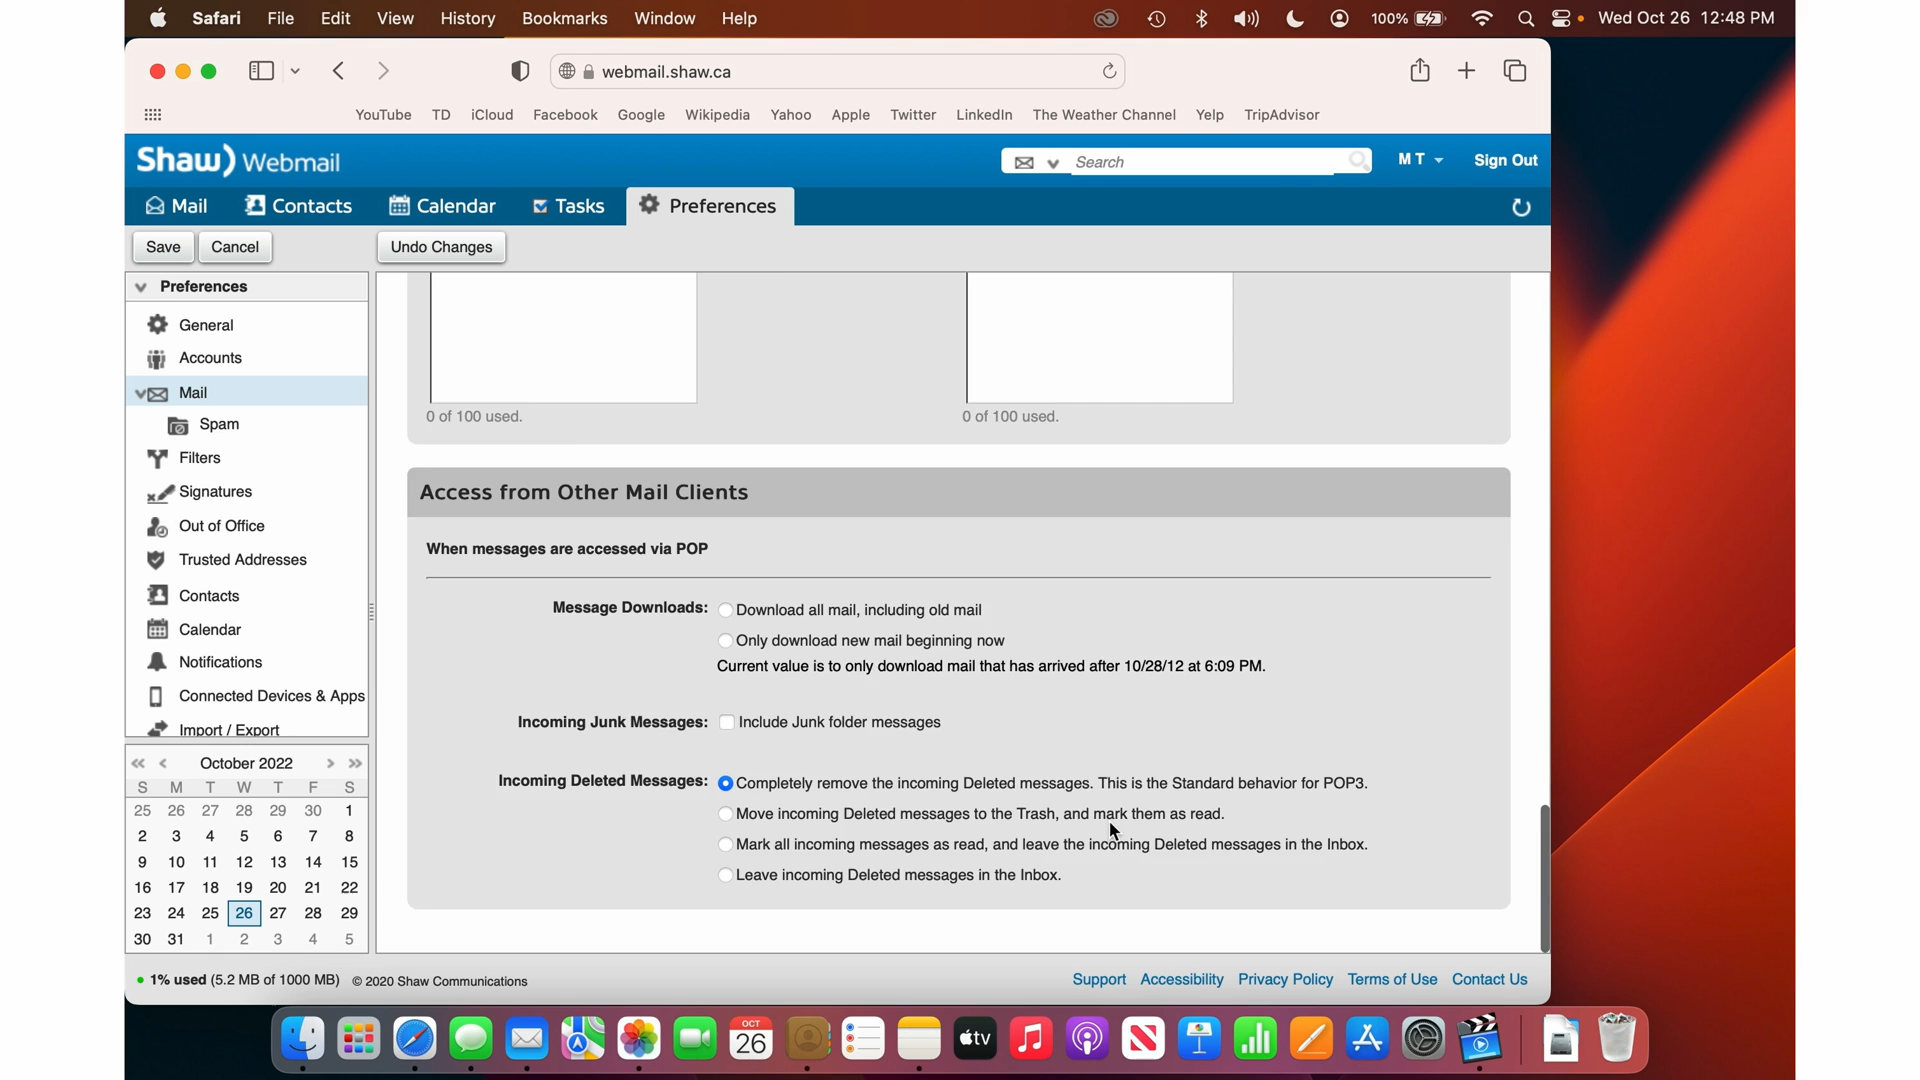 Safari File Edit View History Bookmarks Window Help 100% Wed Oct 26 12:48 PM
webmail.shaw.ca
YouTube TD iCloud Facebook Google Wikipedia Yahoo Apple Twitter LinkedIn The Weather Channel Yelp TripAdvisor
Shaw) Webmail Search M T Sign Out
Mail Contacts Calendar Tasks Preferences
Save Cancel Undo Changes
Preferences
General
Accounts
Mail
Spam
Filters
Signatures
Out of Office
Trusted Addresses
Contacts
Calendar
Notifications
Connected Devices & Apps
Import / Export
October 2022
S M T W T F S
25 26 27 28 29 30 1
2 3 4 5 6 7 8
9 10 11 12 13 14 15
16 17 18 19 20 21 22
23 24 25 26 27 28 29
30 31 1 2 3 4 5
0 of 100 used. 0 of 100 used.
Access from Other Mail Clients
When messages are accessed via POP
Message Downloads: Download all mail, including old mail
Only download new mail beginning now
Current value is to only download mail that has arrived after 10/28/12 at 6:09 PM.
Incoming Junk Messages: Include Junk folder messages
Incoming Deleted Messages: Completely remove the incoming Deleted messages. This is the Standard behavior for POP3.
Move incoming Deleted messages to the Trash, and mark them as read.
Mark all incoming messages as read, and leave the incoming Deleted messages in the Inbox.
Leave incoming Deleted messages in the Inbox.
1% used (5.2 MB of 1000 MB) © 2020 Shaw Communications Support Accessibility Privacy Policy Terms of Use Contact Us
OCT
26
tv